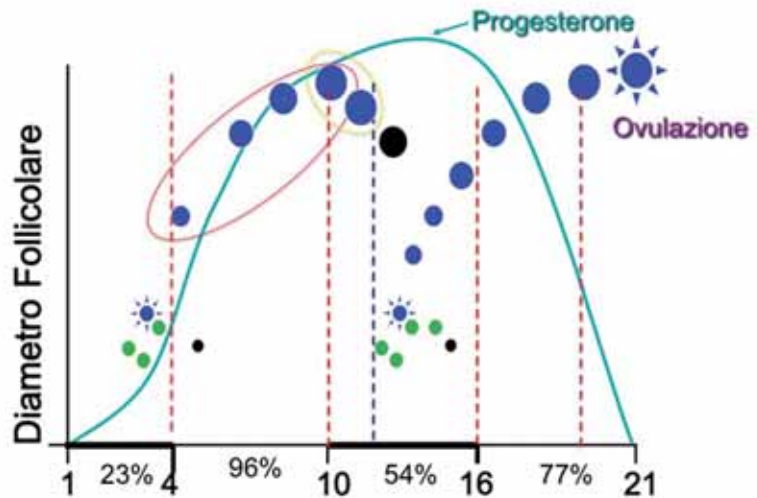 Progesterone
Ovulazione
Diametro Follicolare
23% 96% 54% 77%
1 4 10 16 21